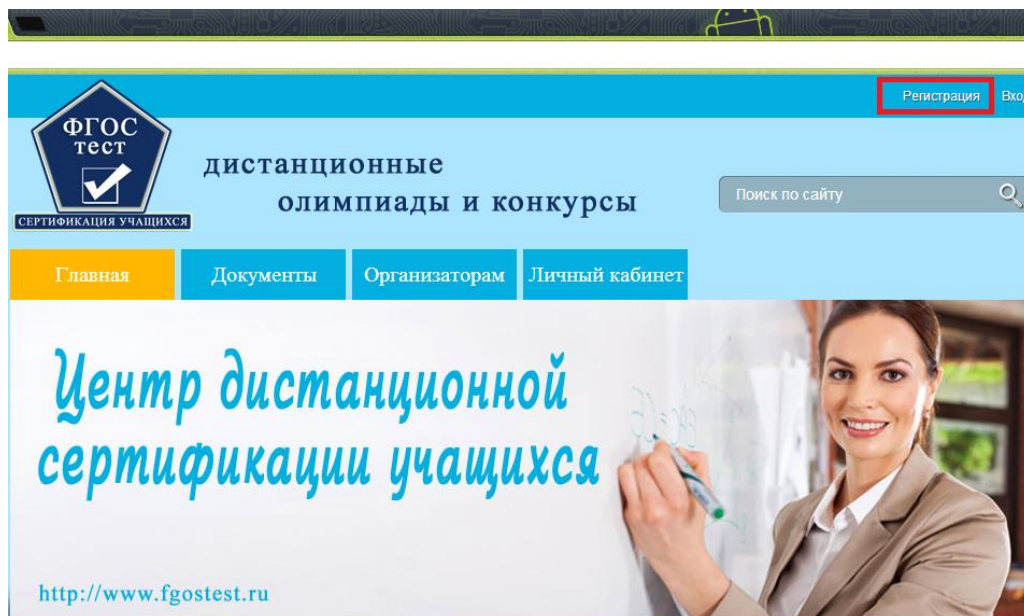 Регистрация
ФГОС
тест
СЕРТИФИКАЦИЯ УЧАЩИХСЯ
дистанционные
олимпиады и конкурсы
Поиск по сайту
Главная Документы Организаторам Личный кабинет
Центр дистанционной
сертификации учащихся
http://www.fgostest.ru